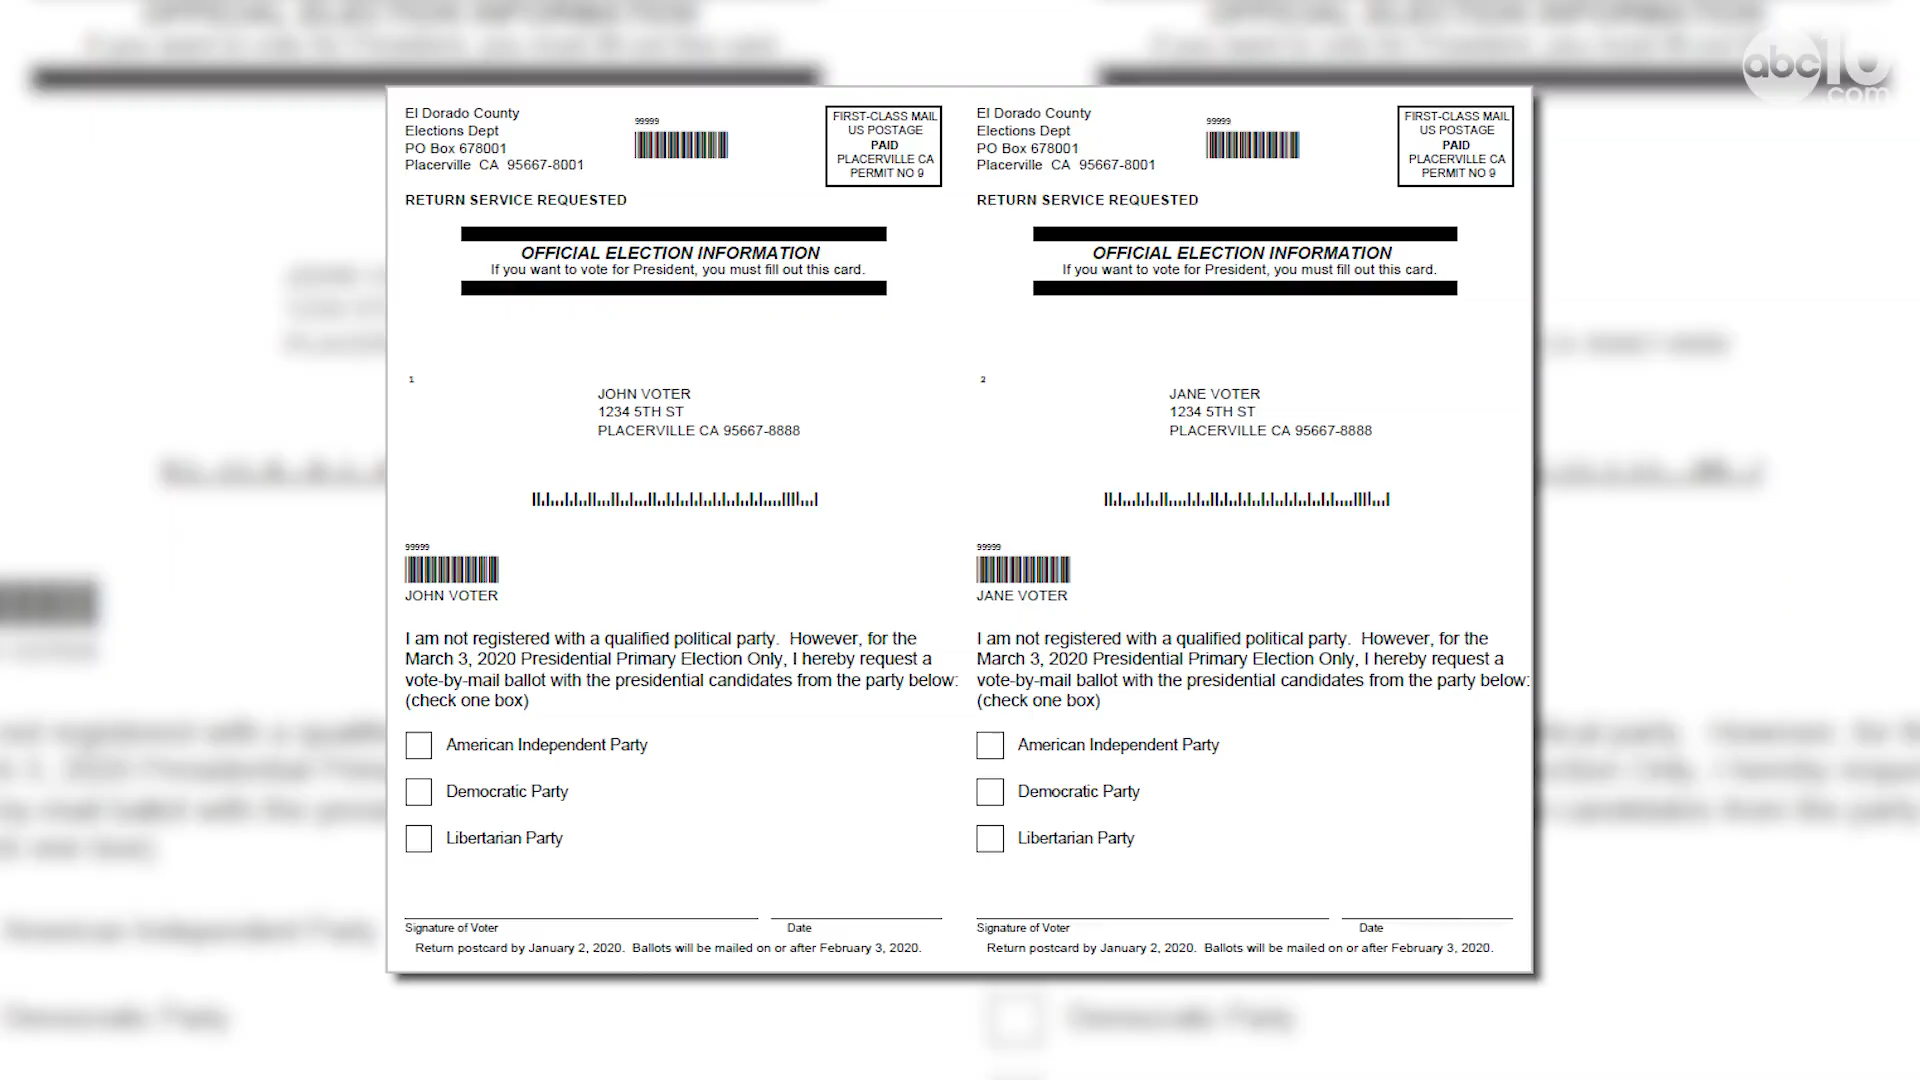 abc10
.com
El Dorado County
Elections Dept
PO Box 678001
Placerville CA 95667-8001
99999
FIRST-CLASS MAIL
US POSTAGE
PAID
PLACERVILLE CA
PERMIT NO 9
RETURN SERVICE REQUESTED
OFFICIAL ELECTION INFORMATION
If you want to vote for President, you must fill out this card.
1
JOHN VOTER
1234 5TH ST
PLACERVILLE CA 95667-8888
99999
JOHN VOTER
I am not registered with a qualified political party. However, for the
March 3, 2020 Presidential Primary Election Only, I hereby request a
vote-by-mail ballot with the presidential candidates from the party below:
(check one box)
American Independent Party
Democratic Party
Libertarian Party
Signature of Voter
Date
Return postcard by January 2, 2020. Ballots will be mailed on or after February 3, 2020.
El Dorado County
Elections Dept
PO Box 678001
Placerville CA 95667-8001
99999
FIRST-CLASS MAIL
US POSTAGE
PAID
PLACERVILLE CA
PERMIT NO 9
RETURN SERVICE REQUESTED
OFFICIAL ELECTION INFORMATION
If you want to vote for President, you must fill out this card.
2
JANE VOTER
1234 5TH ST
PLACERVILLE CA 95667-8888
99999
JANE VOTER
I am not registered with a qualified political party. However, for the
March 3, 2020 Presidential Primary Election Only, I hereby request a
vote-by-mail ballot with the presidential candidates from the party below:
(check one box)
American Independent Party
Democratic Party
Libertarian Party
Signature of Voter
Date
Return postcard by January 2, 2020. Ballots will be mailed on or after February 3, 2020.